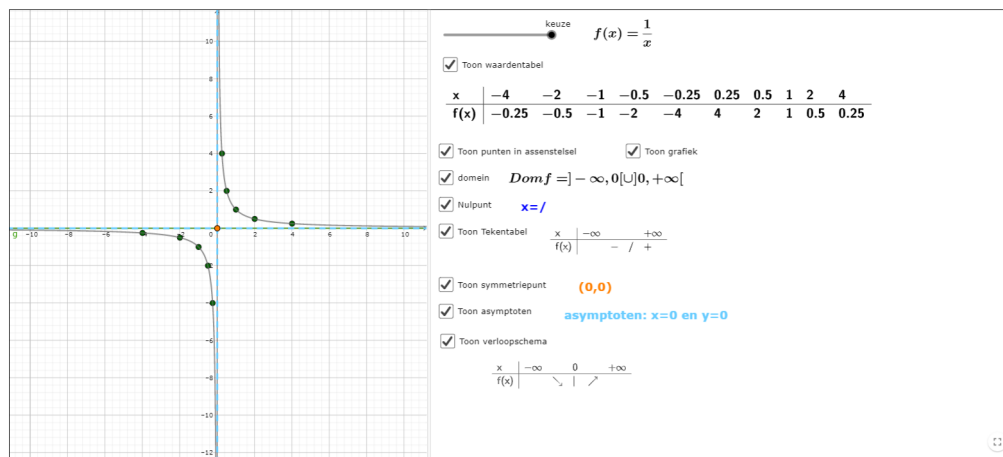 keuze
f(x) = 1/x
Toon waardentabel
x −4 −2 −1 −0.5 −0.25 0.25 0.5 1 2 4
f(x) −0.25 −0.5 −1 −2 −4 4 2 1 0.5 0.25
Toon punten in assenstelsel Toon grafiek
domein Domf =]−∞, 0[∪]0, +∞[
Nulpunt x=/
Toon Tekentabel
x −∞ +∞
f(x) − / +
Toon symmetriepunt (0,0)
Toon asymptoten asymptoten: x=0 en y=0
Toon verloopschema
x −∞ 0 +∞
f(x) ↘ | ↗
10
8
6
4
2
g −10 −8 −6 −4 −2 0 2 4 6 8 10
−4
−6
−8
−10
−12